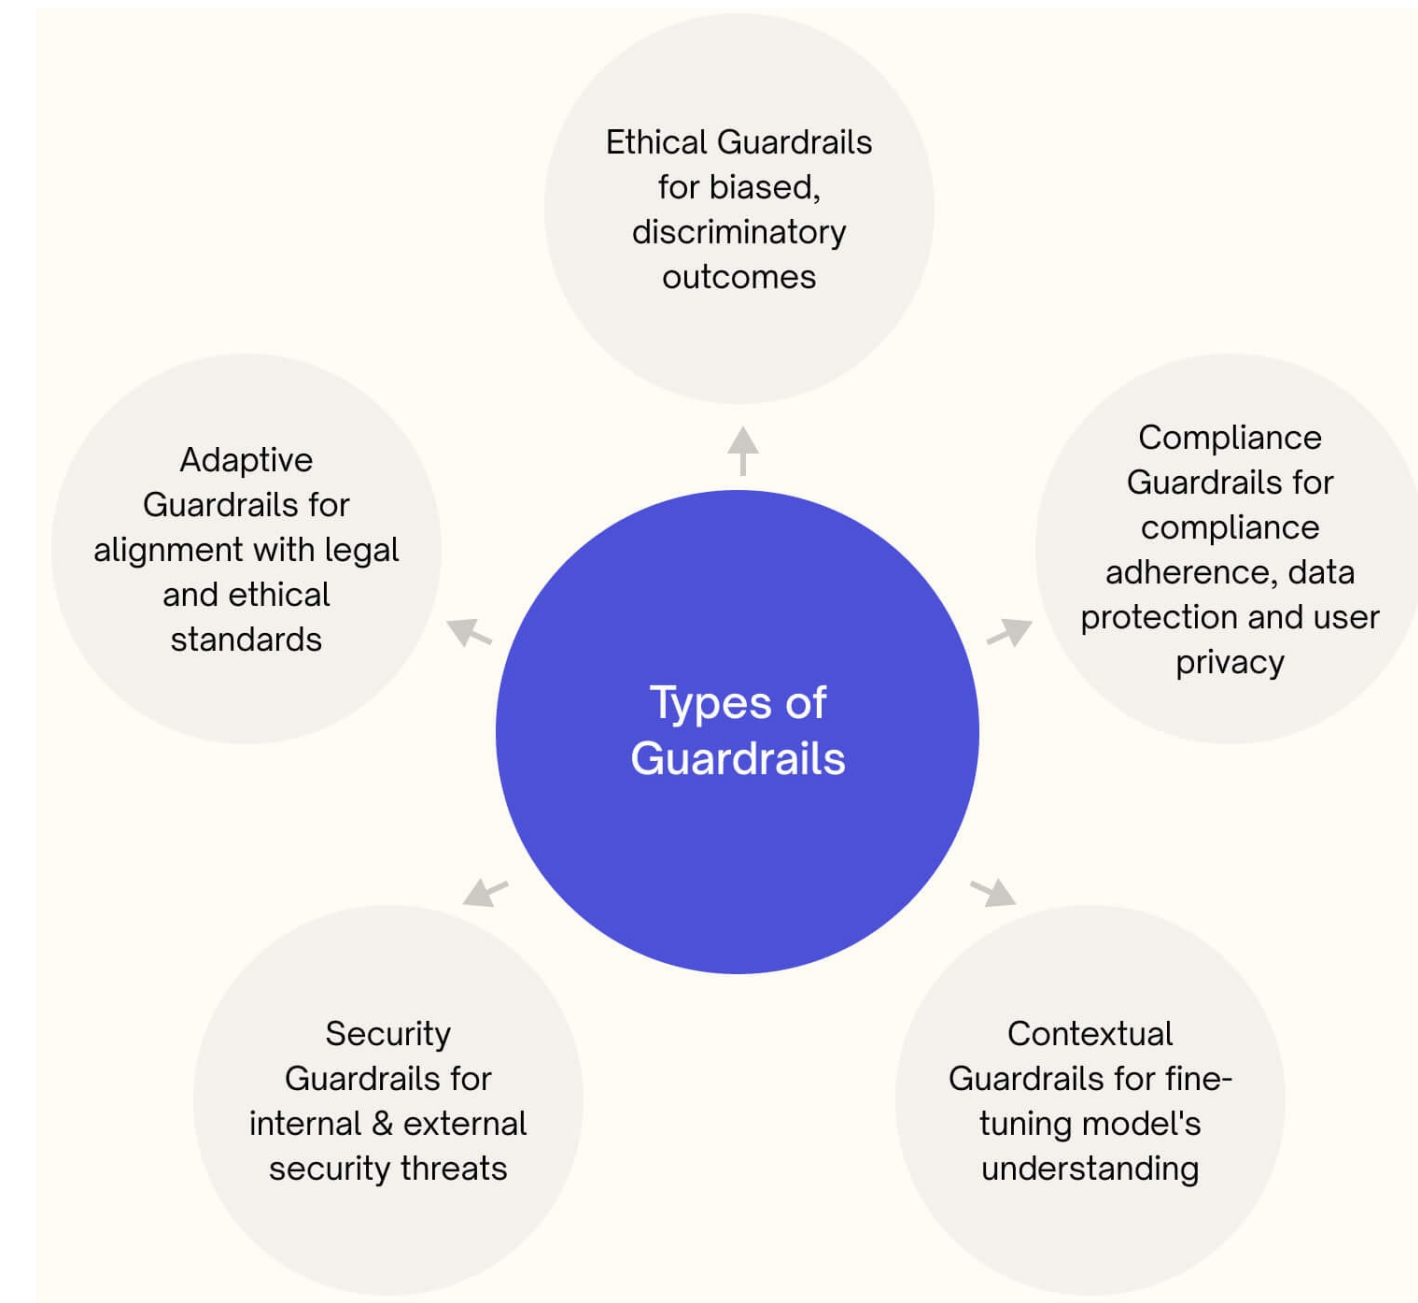 Ethical Guardrails
for biased,
discriminatory
outcomes
Adaptive
Guardrails for
alignment with legal
and ethical
standards
Compliance
Guardrails for
compliance
adherence, data
protection and user
privacy
Types of
Guardrails
Security
Guardrails for
internal & external
security threats
Contextual
Guardrails for fine-
tuning model's
understanding